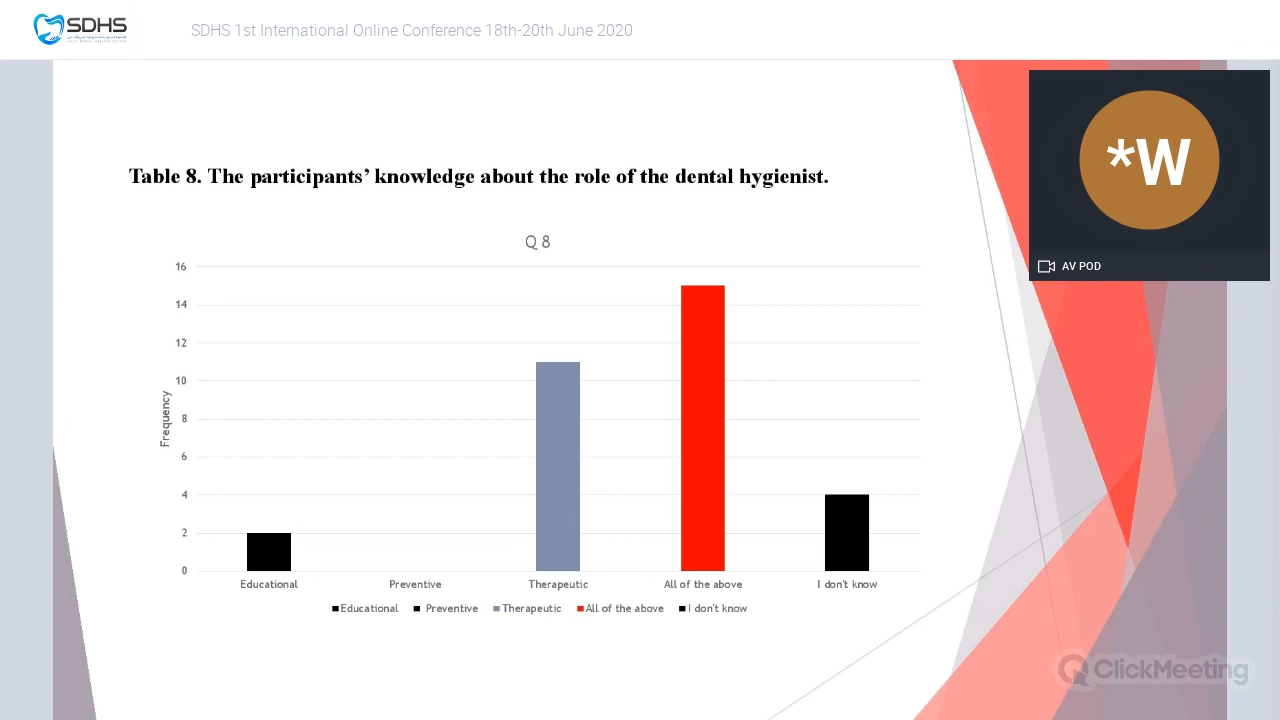 SDHS
SDHS 1st International Online Conference 18th-20th June 2020
*W
AV POD
Table 8. The participants’ knowledge about the role of the dental hygienist.
Q 8
16
14
12
10
8
6
4
2
0
Frequency
Educational Preventive Therapeutic All of the above I don't know
Educational Preventive Therapeutic All of the above I don't know
ClickMeeting